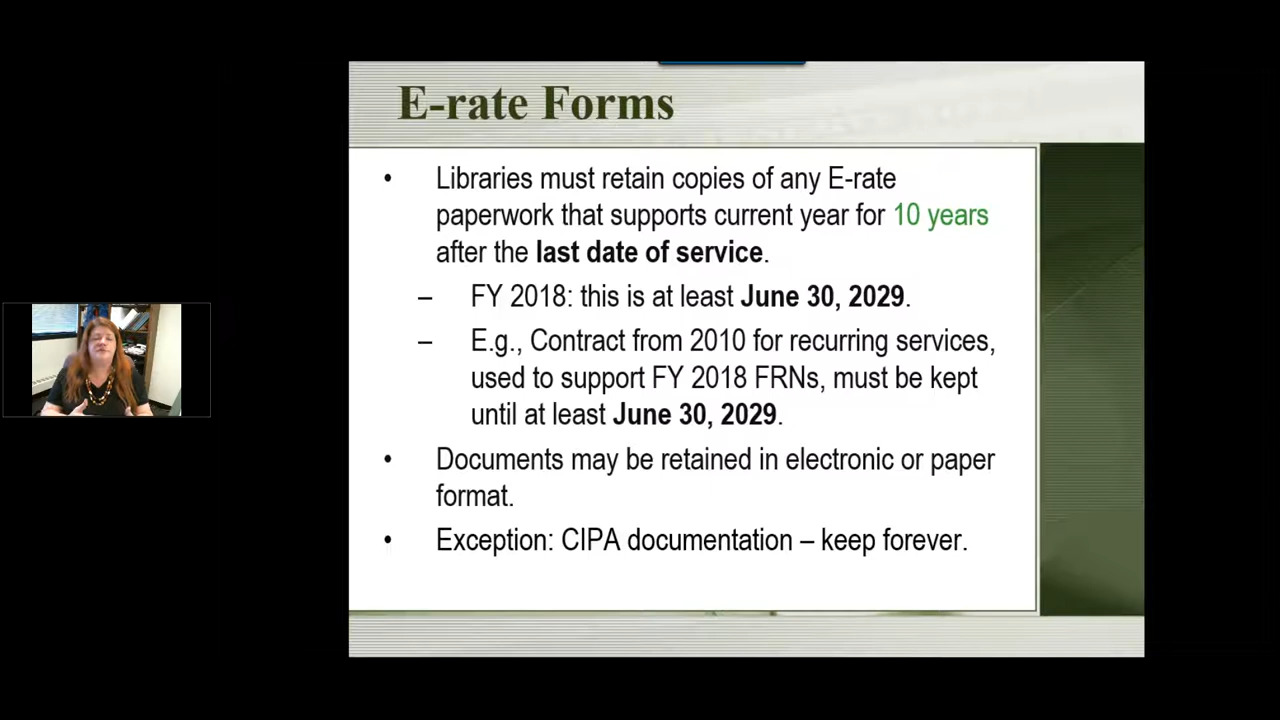 E-rate Forms
• Libraries must retain copies of any E-rate
paperwork that supports current year for 10 years
after the last date of service.
– FY 2018: this is at least June 30, 2029.
– E.g., Contract from 2010 for recurring services,
used to support FY 2018 FRNs, must be kept
until at least June 30, 2029.
• Documents may be retained in electronic or paper
format.
• Exception: CIPA documentation – keep forever.